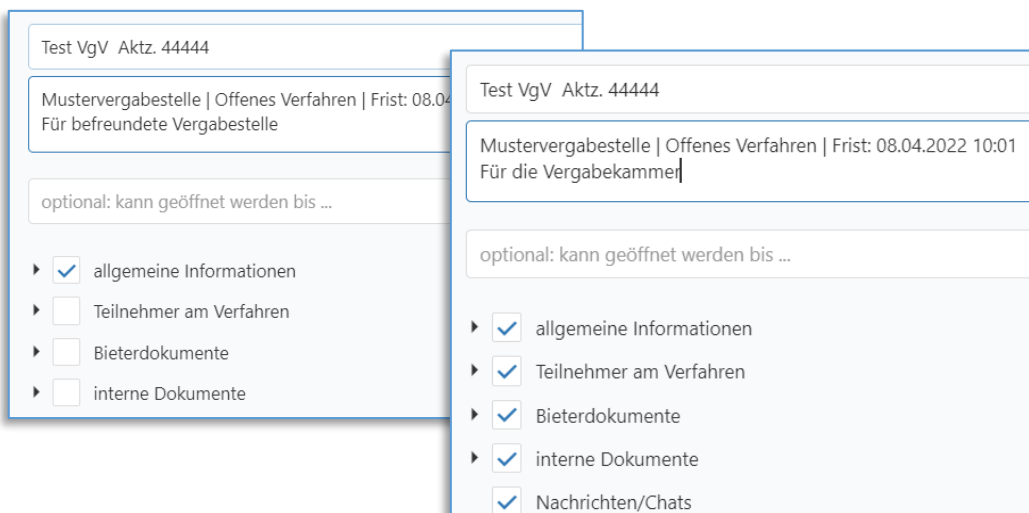 Test VgV Aktz. 44444
Mustervergabestelle | Offenes Verfahren | Frist: 08.04
Für befreundete Vergabestelle
optional: kann geöffnet werden bis ...
allgemeine Informationen
Teilnehmer am Verfahren
Bieterdokumente
interne Dokumente
Test VgV Aktz. 44444
Mustervergabestelle | Offenes Verfahren | Frist: 08.04.2022 10:01
Für die Vergabekammer
optional: kann geöffnet werden bis ...
allgemeine Informationen
Teilnehmer am Verfahren
Bieterdokumente
interne Dokumente
Nachrichten/Chats